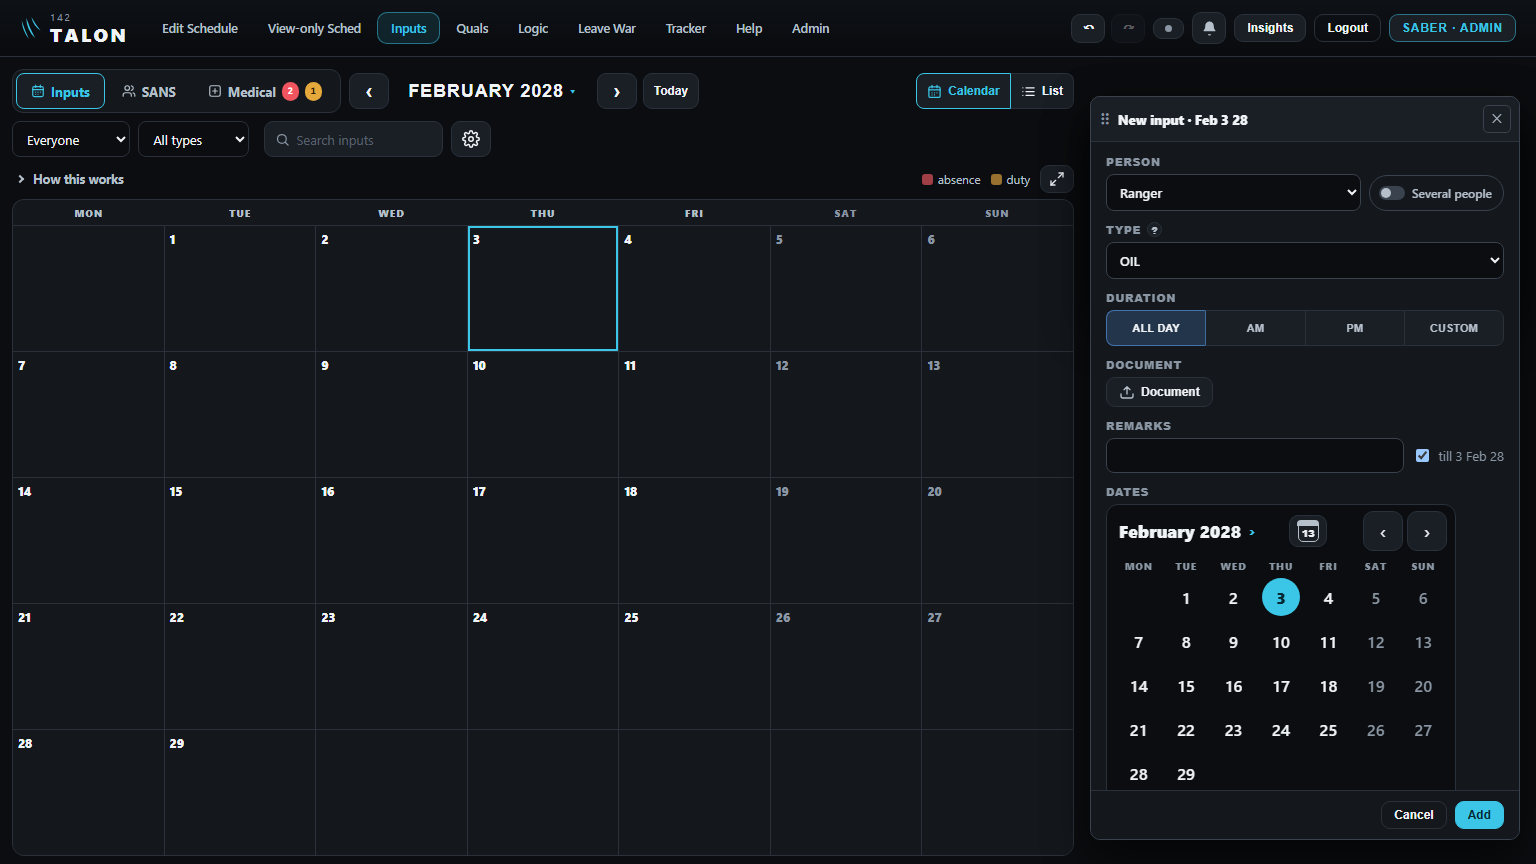 142
TALON
Edit Schedule
View-only Sched
Inputs
Quals
Logic
Leave War
Tracker
Help
Admin
Insights
Logout
SABER · ADMIN
Inputs
SANS
Medical 2 1
‹
FEBRUARY 2028
›
Today
Calendar
List
Everyone
All types
Search inputs
How this works
absence
duty
MON TUE WED THU FRI SAT SUN
1 2 3 4 5 6
7 8 9 10 11 12 13
14 15 16 17 18 19 20
21 22 23 24 25 26 27
28 29
New input · Feb 3 28
PERSON
Ranger
Several people
TYPE ?
OIL
DURATION
ALL DAY AM PM CUSTOM
DOCUMENT
Document
REMARKS
till 3 Feb 28
DATES
February 2028 ›
13
‹ ›
MON TUE WED THU FRI SAT SUN
1 2 3 4 5 6
7 8 9 10 11 12 13
14 15 16 17 18 19 20
21 22 23 24 25 26 27
28 29
Cancel
Add